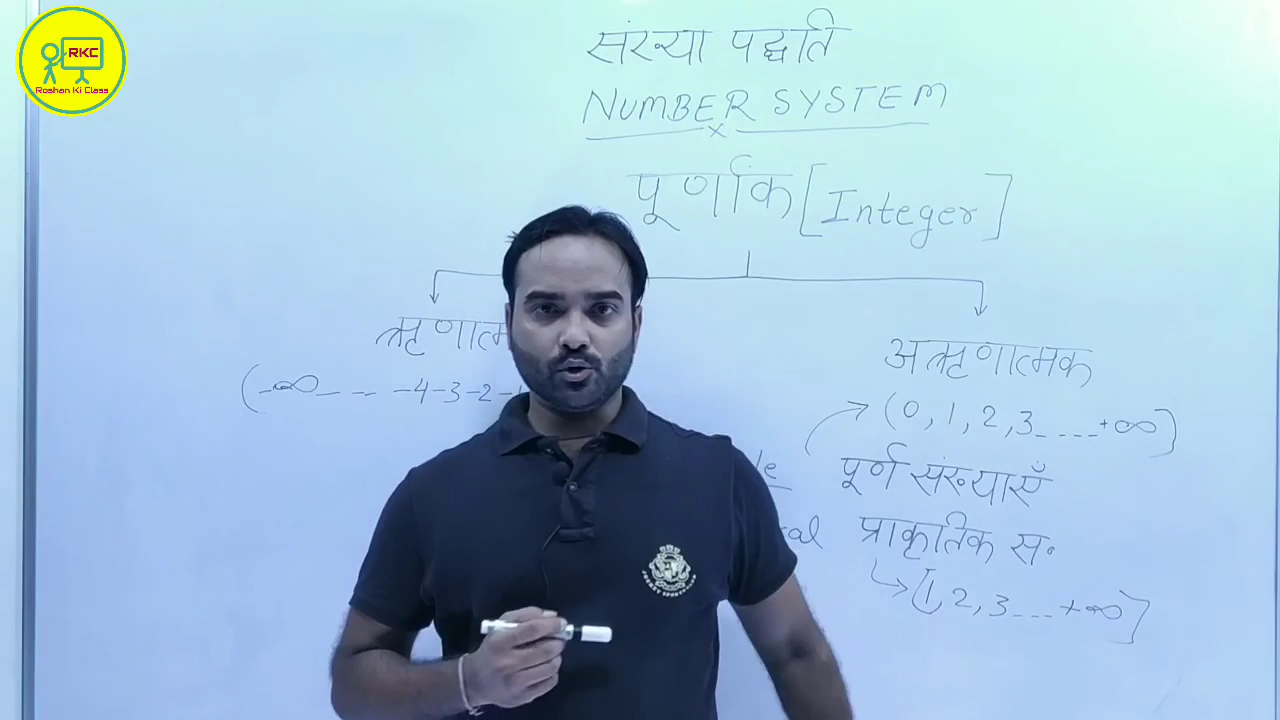 RKC
Roshan Ki Class
संख्या पद्धति
NUMBER SYSTEM
x
पूर्णांक [Integer]
अऋणात्मक
(-∞ -- -- -4 -3 -2 -1
→ (0, 1, 2, 3 ---- +∞)
पूर्ण संख्याएँ
प्राकृतिक सं.
→ [1, 2, 3 --- +∞]